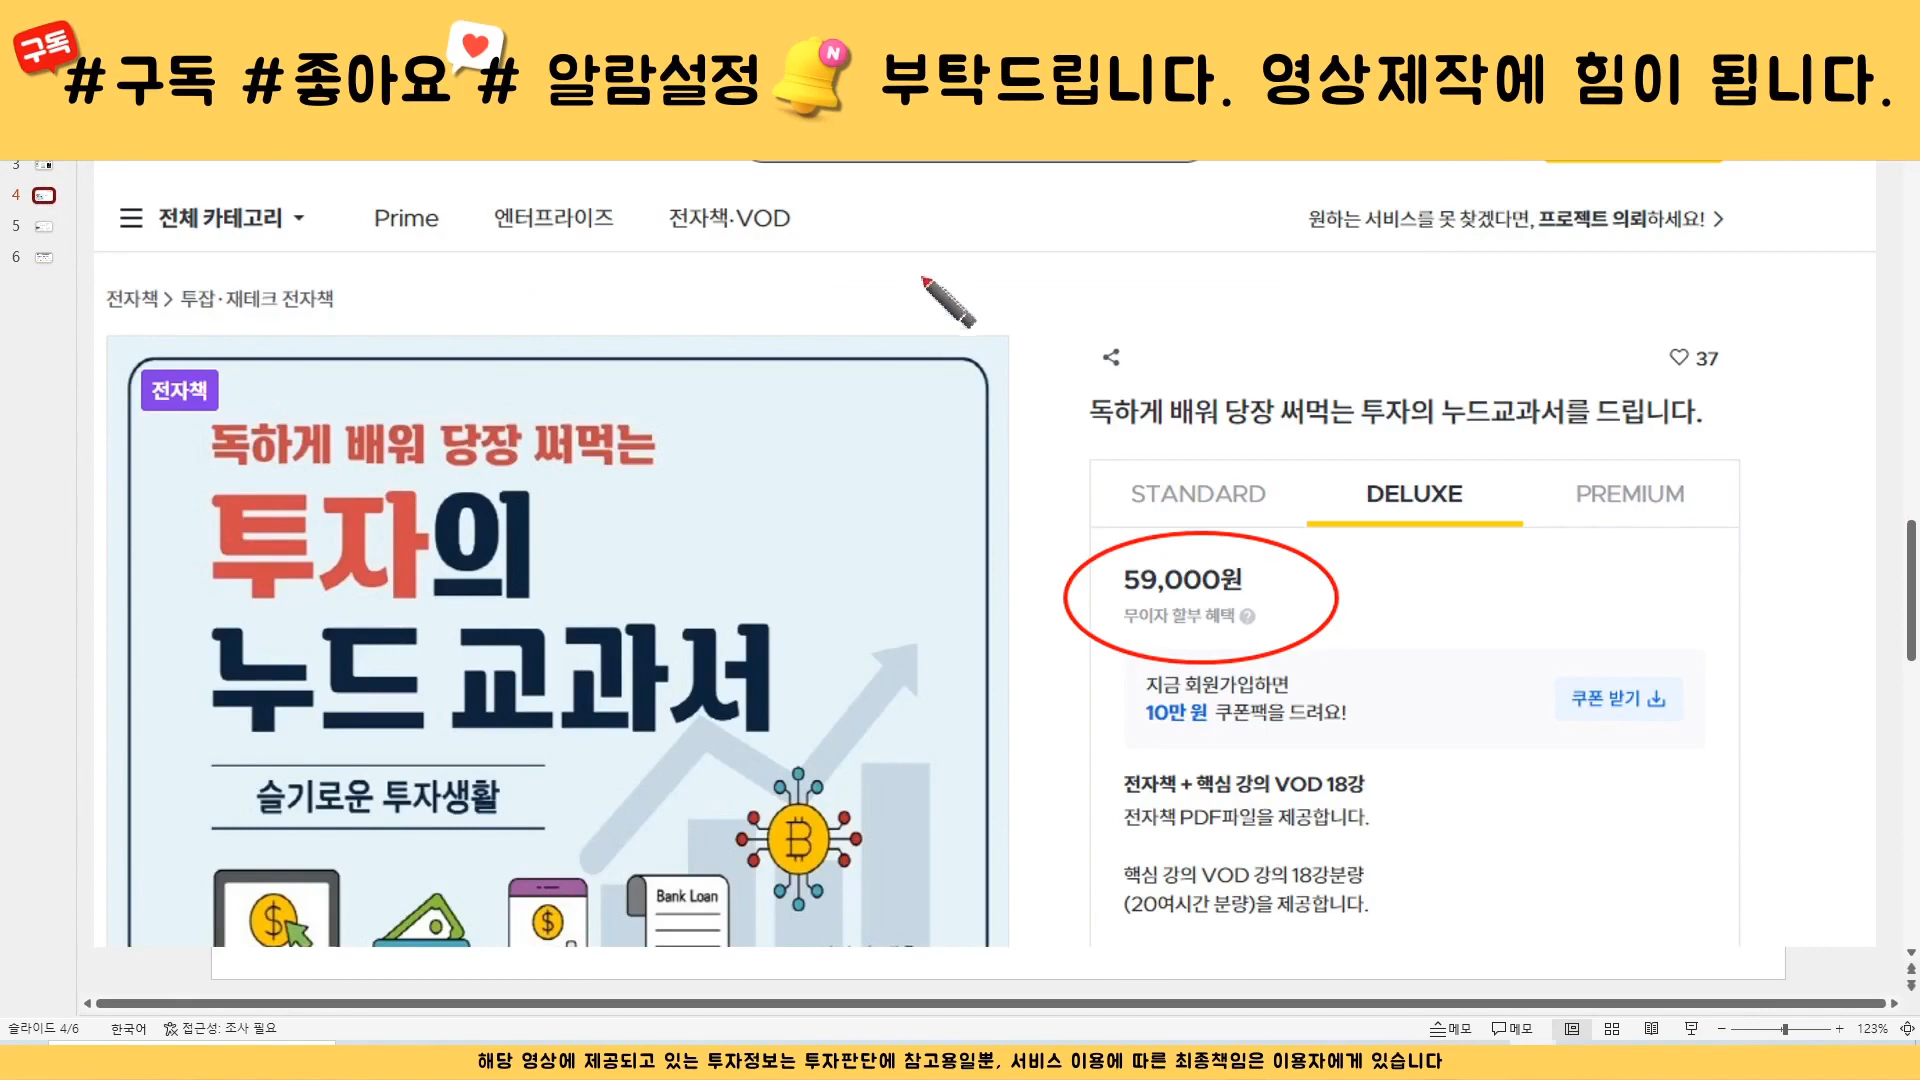 구독
#구독 #좋아요 # 알람설정 N 부탁드립니다. 영상제작에 힘이 됩니다.
3
4
5
6
전체 카테고리 Prime 엔터프라이즈 전자책·VOD
원하는 서비스를 못 찾겠다면, 프로젝트 의뢰하세요!
전자책 > 투잡·재테크 전자책
전자책
독하게 배워 당장 써먹는
투자의
누드 교과서
슬기로운 투자생활
Bank Loan
37
독하게 배워 당장 써먹는 투자의 누드교과서를 드립니다.
STANDARD DELUXE PREMIUM
59,000원
무이자 할부 혜택 ?
지금 회원가입하면
10만 원 쿠폰팩을 드려요!
쿠폰 받기
전자책 + 핵심 강의 VOD 18강
전자책 PDF파일을 제공합니다.
핵심 강의 VOD 강의 18강분량
(20여시간 분량)을 제공합니다.
슬라이드 4/6 한국어 접근성: 조사 필요
메모 메모 123%
해당 영상에 제공되고 있는 투자정보는 투자판단에 참고용일뿐, 서비스 이용에 따른 최종책임은 이용자에게 있습니다